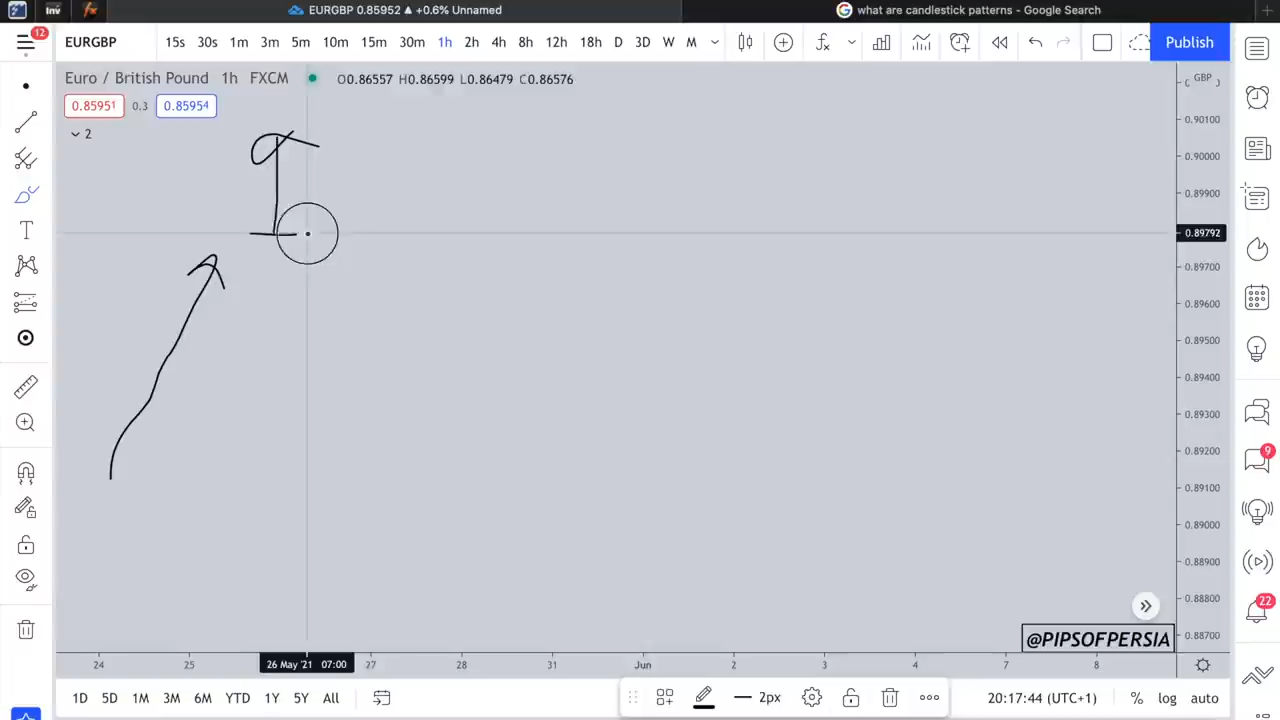 Inv
EURGBP 0.85952 ▲ +0.6% Unnamed
what are candlestick patterns - Google Search
12
EURGBP
15s 30s 1m 3m 5m 10m 15m 30m 1h 2h 4h 8h 12h 18h D 3D W M
Publish
Euro / British Pound 1h FXCM
O0.86557 H0.86599 L0.86479 C0.86576
GBP
0.85951 0.3 0.85954
2
0.90100
0.90000
0.89900
0.89792
0.89700
0.89600
0.89500
0.89400
0.89300
0.89200
0.89100
0.89000
0.88900
0.88800
0.88700
9
22
@PIPSOFPERSIA
24 25 26 May '21 07:00 27 28 31 Jun 2 3 4 7 8
1D 5D 1M 3M 6M YTD 1Y 5Y All
2px
20:17:44 (UTC+1) % log auto